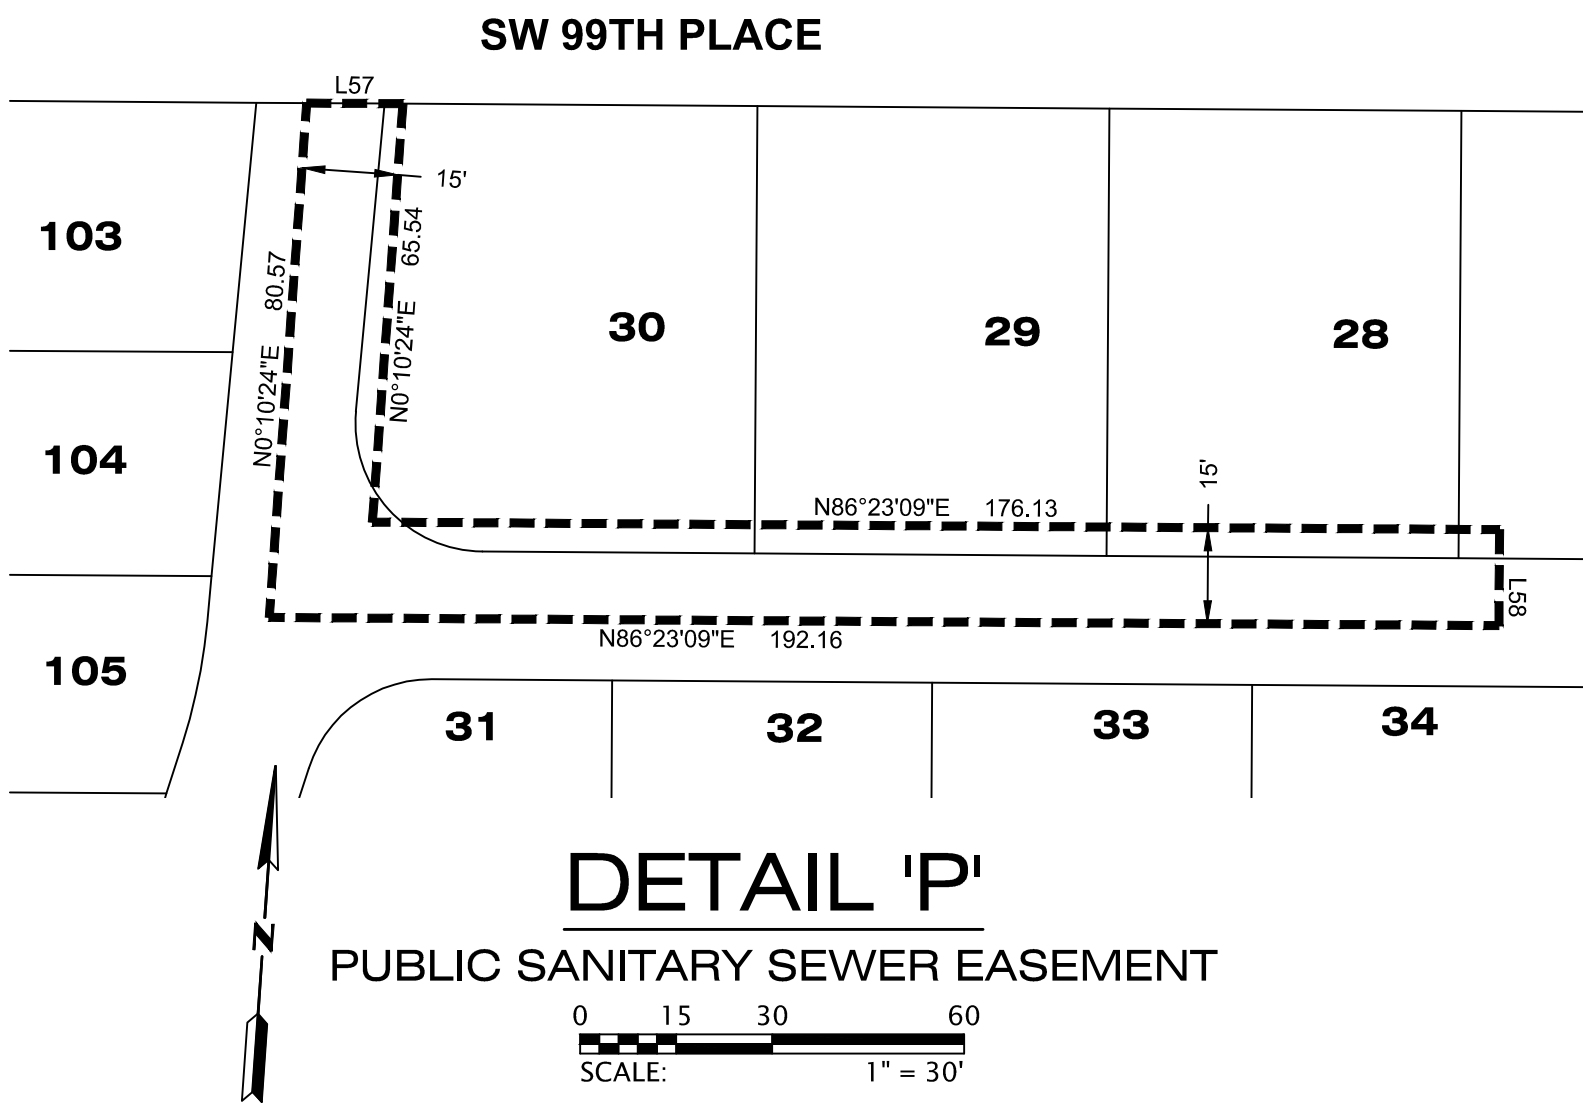 SW 99TH PLACE
L57
15'
103
80.57
65.54
N0°10'24"E
N0°10'24"E
30
29
28
104
15'
N86°23'09"E 176.13
L58
N86°23'09"E 192.16
105
31
32
33
34
N
DETAIL 'P'
PUBLIC SANITARY SEWER EASEMENT
0 15 30 60
SCALE: 1" = 30'